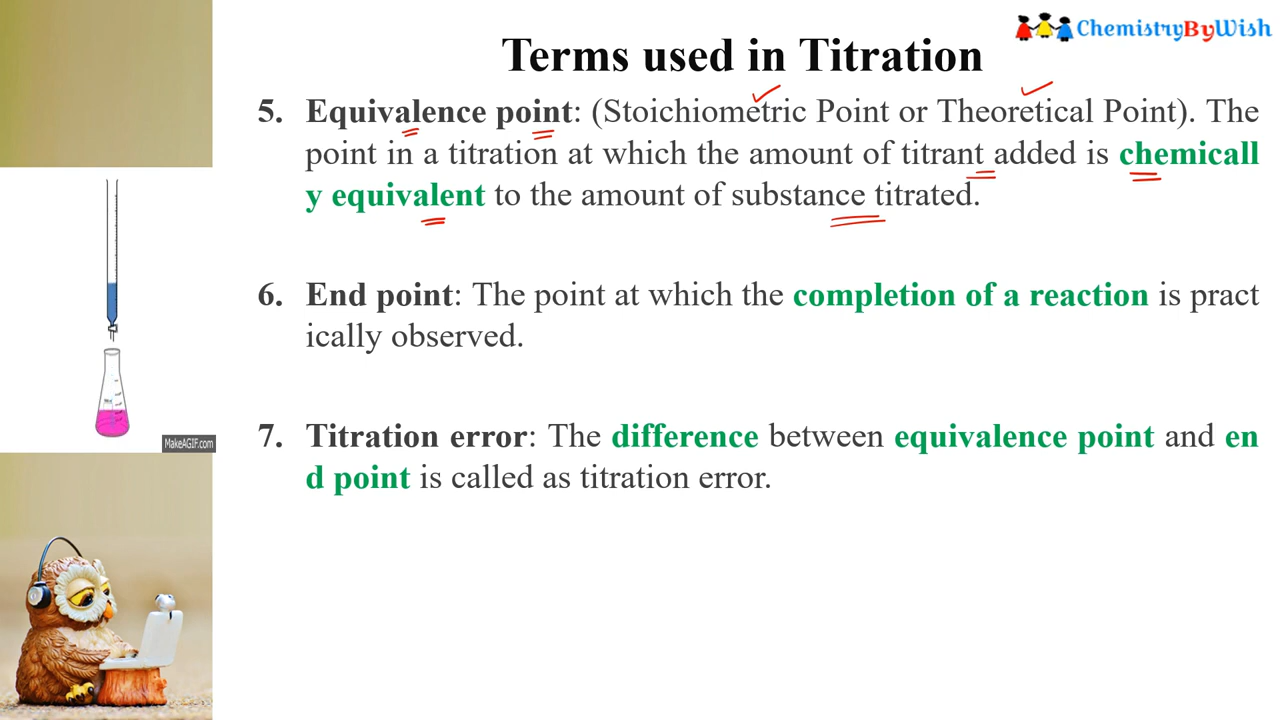 ChemistryByWish
Terms used in Titration
5. Equivalence point: (Stoichiometric Point or Theoretical Point). The
point in a titration at which the amount of titrant added is chemicall
y equivalent to the amount of substance titrated.
6. End point: The point at which the completion of a reaction is pract
ically observed.
7. Titration error: The difference between equivalence point and en
d point is called as titration error.
MakeAGIF.com